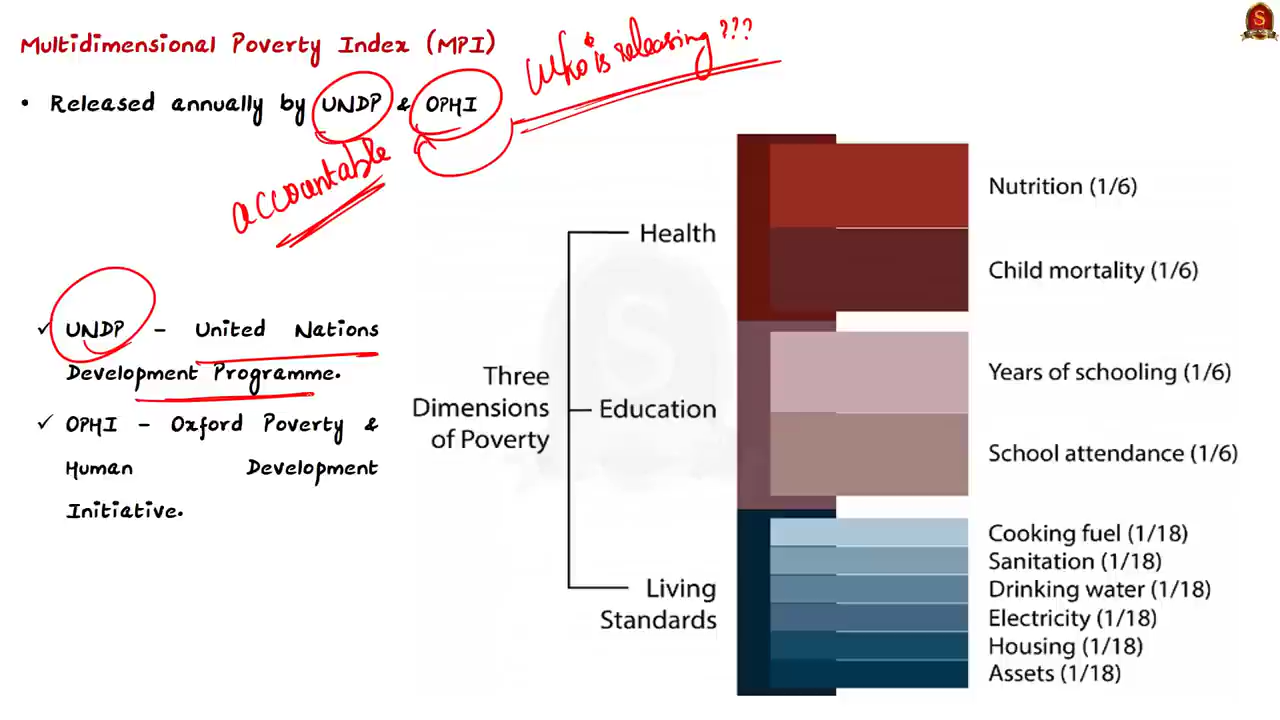 Multidimensional Poverty Index (MPI)
• Released annually by UNDP & OPHI
Who is releasing ???
accountable
✓ UNDP – United Nations
Development Programme.
✓ OPHI – Oxford Poverty &
Human Development
Initiative.
Three
Dimensions
of Poverty
Health
Nutrition (1/6)
Child mortality (1/6)
Education
Years of schooling (1/6)
School attendance (1/6)
Living
Standards
Cooking fuel (1/18)
Sanitation (1/18)
Drinking water (1/18)
Electricity (1/18)
Housing (1/18)
Assets (1/18)
S
S